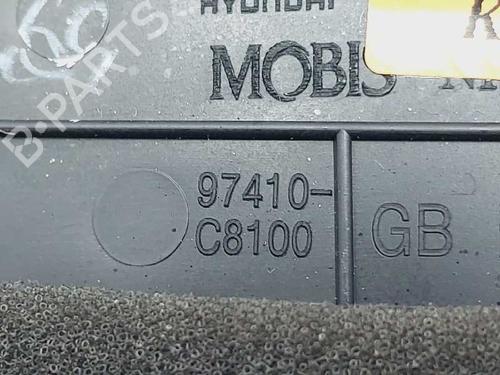 HYUNDAI
MOBIS
97410-
C8100
GB
B-PARTS